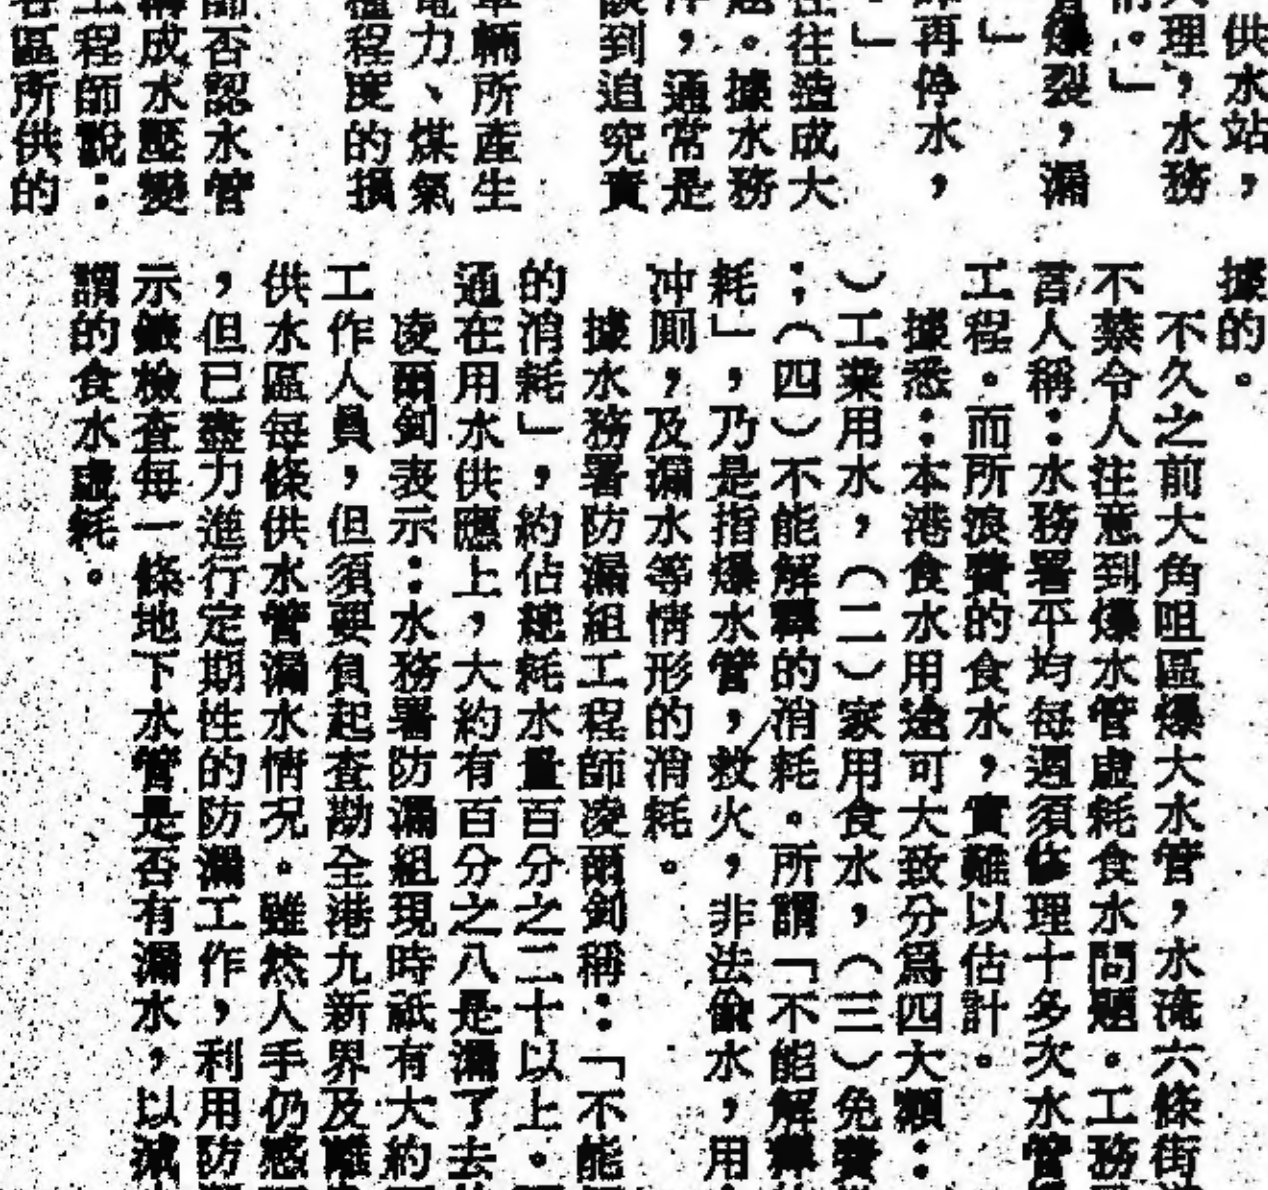 供水站，
理，水務
。」
爆裂，漏
」
再停水，
」
往往造成大
。據水務
，通常是
到追究責
輛所產生
電力、煤氣
程度的損
師否認水管
成水壓變
工程師說：
區所供的
據的。
不久之前大角咀區爆大水管，水淹六條街
不禁令人注意到爆水管虛耗食水問題。工務
言人稱：水務署平均每週須修理十多次水管
工程。而所浪費的食水，實難以估計。
據悉：本港食水用途可大致分爲四大類：
）工業用水，（二）家用食水，（三）免費
；（四）不能解釋的消耗。所謂「不能解釋
耗」，乃是指爆水管，救火，非法偷水，用
冲厠，及漏水等情形的消耗。
據水務署防漏組工程師凌爾釗稱：「不能
的消耗」，約佔總耗水量百分之二十以上。
通在用水供應上，大約有百分之八是漏了去
凌爾釗表示：水務署防漏組現時祇有大約
工作人員，但須要負起查勘全港九新界及離
供水區每條供水管漏水情况。雖然人手仍感
，但已盡力進行定期性的防漏工作，利用防
示儀檢查每一條地下水管是否有漏水，以減
謂的食水虛耗。